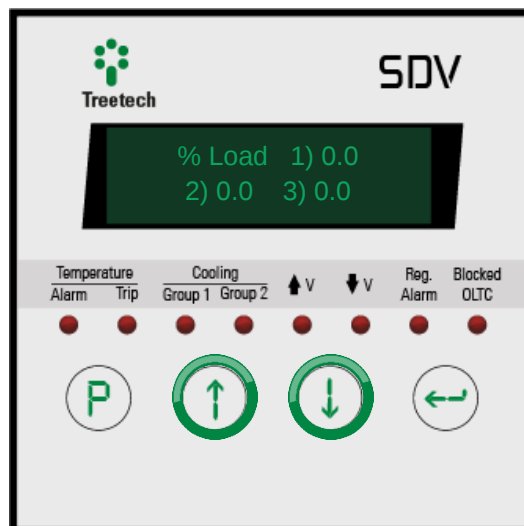 Treetech
SDV
% Load 1) 0.0
2) 0.0 3) 0.0
Temperature
Alarm Trip
Cooling
Group 1 Group 2
V
V
Reg.
Alarm
Blocked
OLTC
P